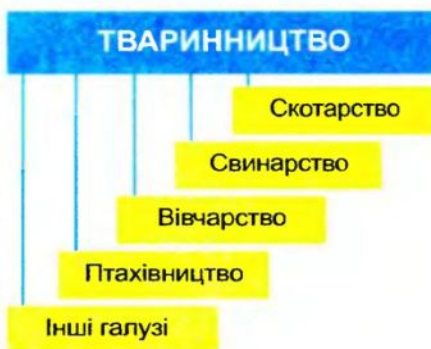 ТВАРИННИЦТВО
Скотарство
Свинарство
Вівчарство
Птахівництво
Інші галузі